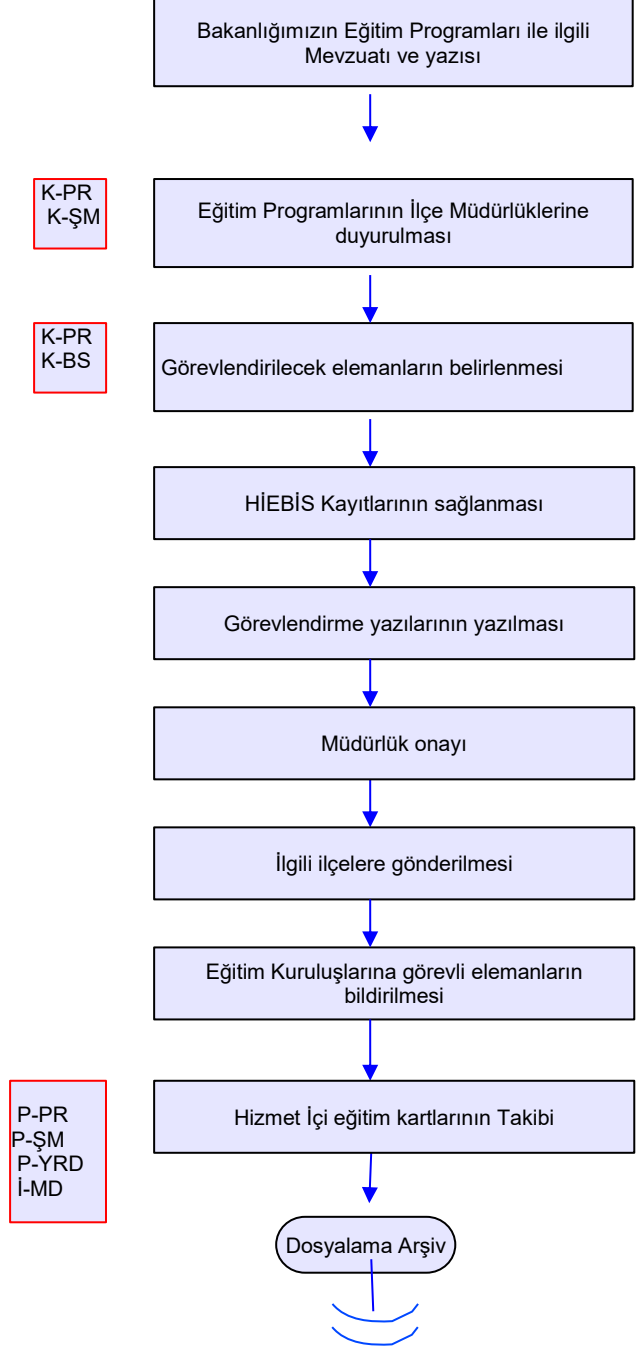 Bakanlığımızın Eğitim Programları ile ilgili
Mevzuatı ve yazısı
K-PR
K-ŞM
Eğitim Programlarının İlçe Müdürlüklerine
duyurulması
K-PR
K-BS
Görevlendirilecek elemanların belirlenmesi
HİEBİS Kayıtlarının sağlanması
Görevlendirme yazılarının yazılması
Müdürlük onayı
İlgili ilçelere gönderilmesi
Eğitim Kuruluşlarına görevli elemanların
bildirilmesi
P-PR
P-ŞM
P-YRD
İ-MD
Hizmet İçi eğitim kartlarının Takibi
Dosyalama Arşiv